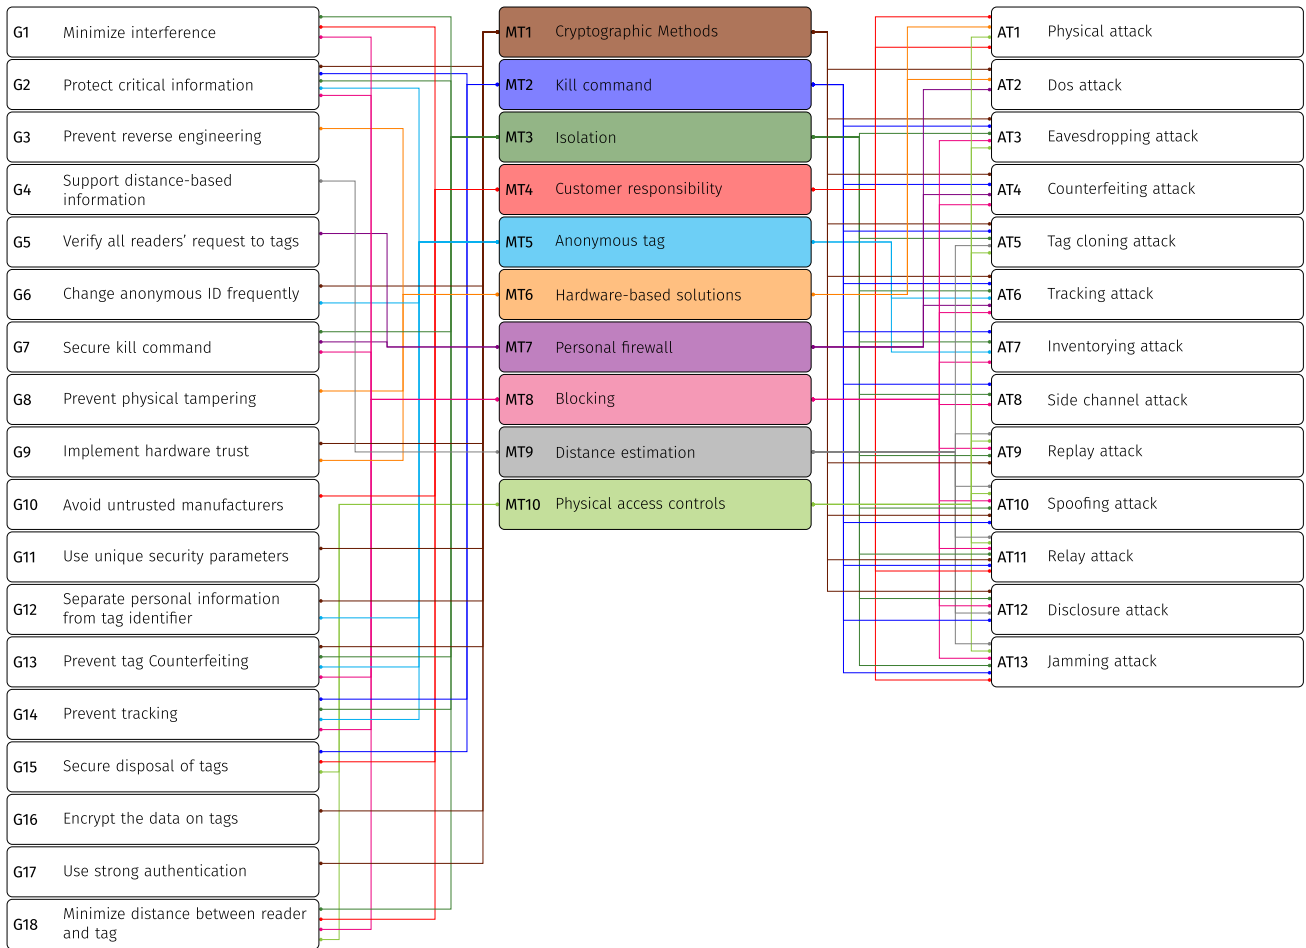 G1 Minimize interference
G2 Protect critical information
G3 Prevent reverse engineering
G4 Support distance-based
information
G5 Verify all readers’ request to tags
G6 Change anonymous ID frequently
G7 Secure kill command
G8 Prevent physical tampering
G9 Implement hardware trust
G10 Avoid untrusted manufacturers
G11 Use unique security parameters
G12 Separate personal information
from tag identifier
G13 Prevent tag Counterfeiting
G14 Prevent tracking
G15 Secure disposal of tags
G16 Encrypt the data on tags
G17 Use strong authentication
G18 Minimize distance between reader
and tag
MT1 Cryptographic Methods
MT2 Kill command
MT3 Isolation
MT4 Customer responsibility
MT5 Anonymous tag
MT6 Hardware-based solutions
MT7 Personal firewall
MT8 Blocking
MT9 Distance estimation
MT10 Physical access controls
AT1 Physical attack
AT2 Dos attack
AT3 Eavesdropping attack
AT4 Counterfeiting attack
AT5 Tag cloning attack
AT6 Tracking attack
AT7 Inventorying attack
AT8 Side channel attack
AT9 Replay attack
AT10 Spoofing attack
AT11 Relay attack
AT12 Disclosure attack
AT13 Jamming attack